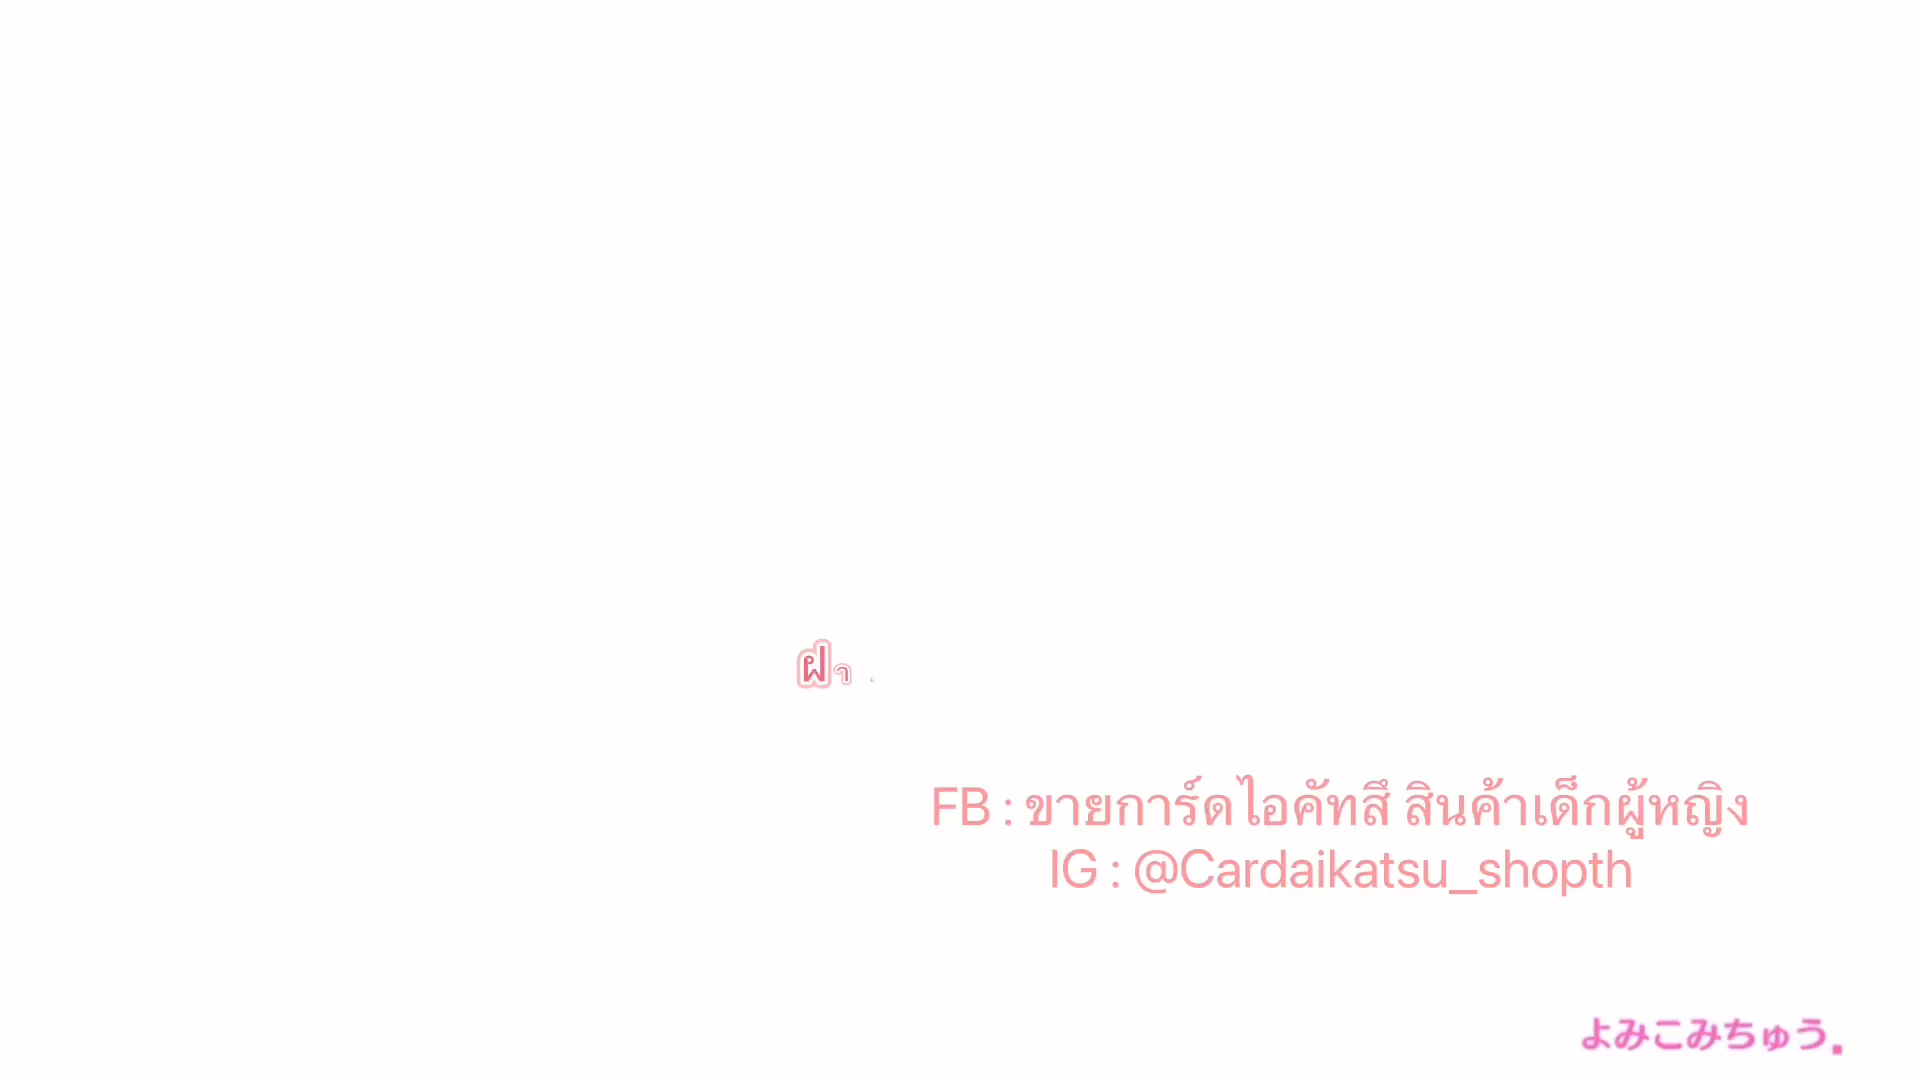 ฝา
FB : ขายการ์ดไอคัทสึ สินค้าเด็กผู้หญิง
IG : @Cardaikatsu_shopth
よみこみちゅう.